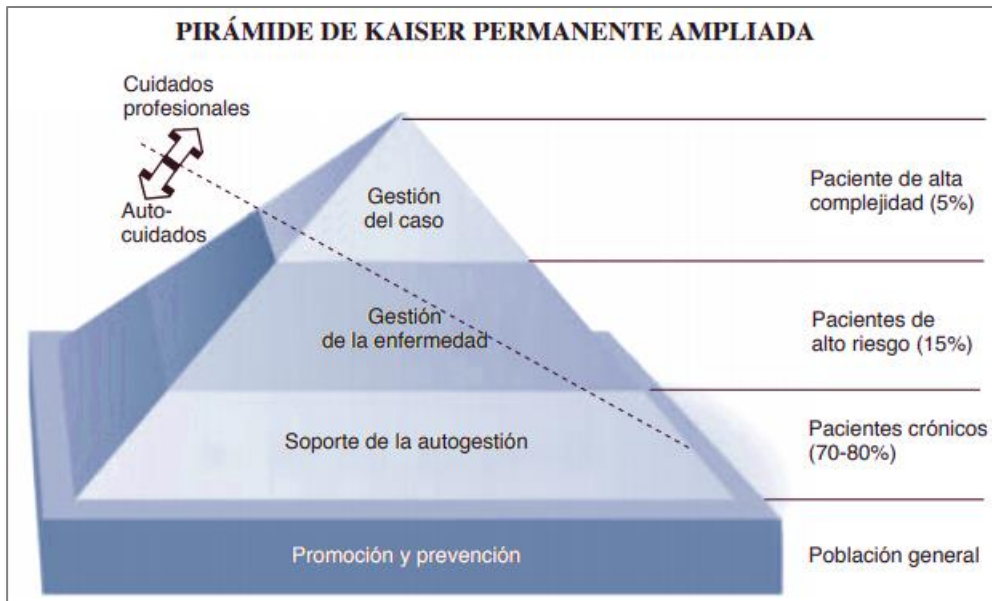 PIRÁMIDE DE KAISER PERMANENTE AMPLIADA
Cuidados
profesionales
Auto-
cuidados
Gestión
del caso
Paciente de alta
complejidad (5%)
Gestión
de la enfermedad
Pacientes de
alto riesgo (15%)
Soporte de la autogestión
Pacientes crónicos
(70-80%)
Promoción y prevención
Población general